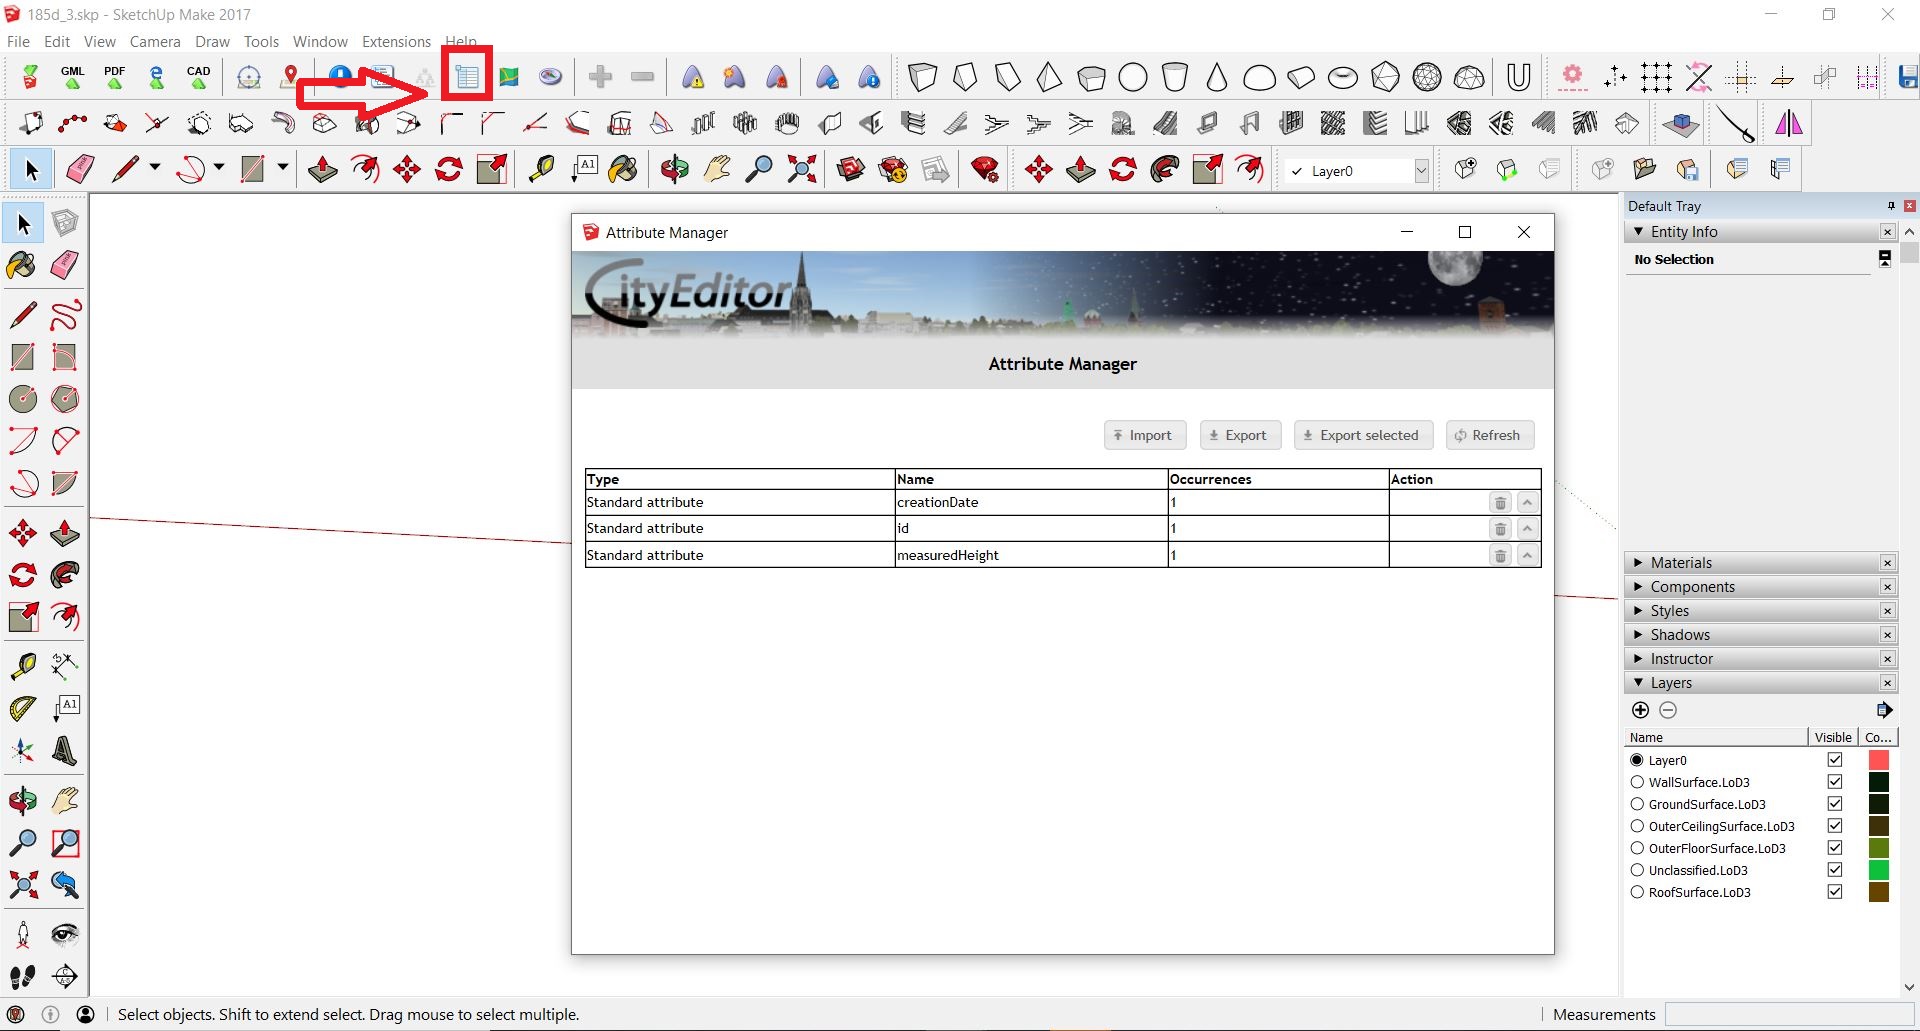 185d_3.skp - SketchUp Make 2017
File Edit View Camera Draw Tools Window Extensions Help
GML PDF CAD
A1
Layer0
Default Tray
Entity Info
No Selection
Attribute Manager
CityEditor
Attribute Manager
Import Export Export selected Refresh
Type Name Occurrences Action
Standard attribute creationDate 1
Standard attribute id 1
Standard attribute measuredHeight 1
Materials
Components
Styles
Shadows
Instructor
Layers
Name Visible Co...
Layer0
WallSurface.LoD3
GroundSurface.LoD3
OuterCeilingSurface.LoD3
OuterFloorSurface.LoD3
Unclassified.LoD3
RoofSurface.LoD3
A1
Select objects. Shift to extend select. Drag mouse to select multiple.
Measurements